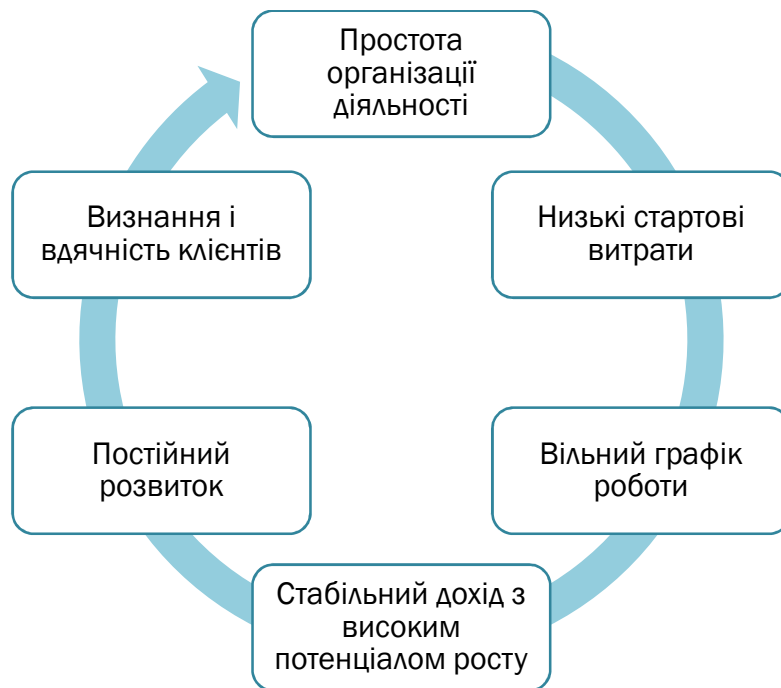 Простота
організації
діяльності
Низькі стартові
витрати
Вільний графік
роботи
Стабільний дохід з
високим
потенціалом росту
Постійний
розвиток
Визнання і
вдячність клієнтів